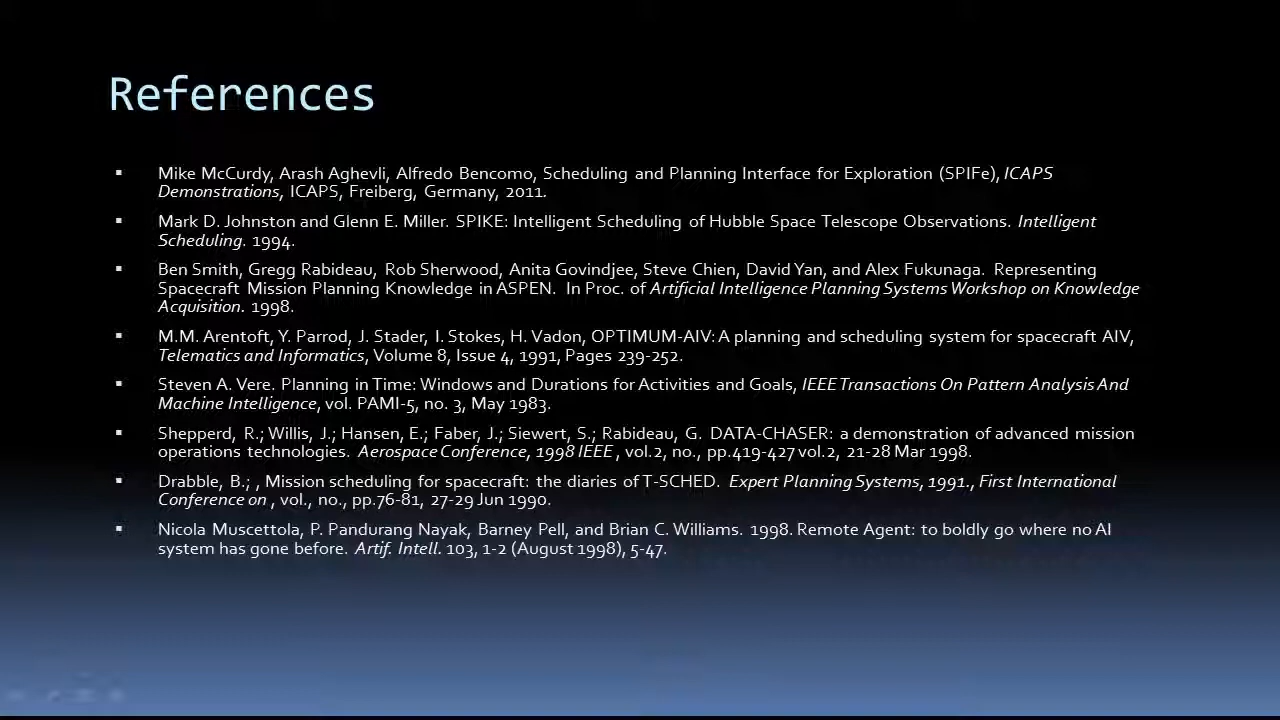 References
▪ Mike McCurdy, Arash Aghevli, Alfredo Bencomo, Scheduling and Planning Interface for Exploration (SPIFe), ICAPS
Demonstrations, ICAPS, Freiberg, Germany, 2011.
▪ Mark D. Johnston and Glenn E. Miller. SPIKE: Intelligent Scheduling of Hubble Space Telescope Observations. Intelligent
Scheduling. 1994.
▪ Ben Smith, Gregg Rabideau, Rob Sherwood, Anita Govindjee, Steve Chien, David Yan, and Alex Fukunaga. Representing
Spacecraft Mission Planning Knowledge in ASPEN. In Proc. of Artificial Intelligence Planning Systems Workshop on Knowledge
Acquisition. 1998.
▪ M.M. Arentoft, Y. Parrod, J. Stader, I. Stokes, H. Vadon, OPTIMUM-AIV: A planning and scheduling system for spacecraft AIV,
Telematics and Informatics, Volume 8, Issue 4, 1991, Pages 239-252.
▪ Steven A. Vere. Planning in Time: Windows and Durations for Activities and Goals, IEEE Transactions On Pattern Analysis And
Machine Intelligence, vol. PAMI-5, no. 3, May 1983.
▪ Shepperd, R.; Willis, J.; Hansen, E.; Faber, J.; Siewert, S.; Rabideau, G. DATA-CHASER: a demonstration of advanced mission
operations technologies. Aerospace Conference, 1998 IEEE , vol.2, no., pp.419-427 vol.2, 21-28 Mar 1998.
▪ Drabble, B.; , Mission scheduling for spacecraft: the diaries of T-SCHED. Expert Planning Systems, 1991., First International
Conference on , vol., no., pp.76-81, 27-29 Jun 1990.
▪ Nicola Muscettola, P. Pandurang Nayak, Barney Pell, and Brian C. Williams. 1998. Remote Agent: to boldly go where no AI
system has gone before. Artif. Intell. 103, 1-2 (August 1998), 5-47.